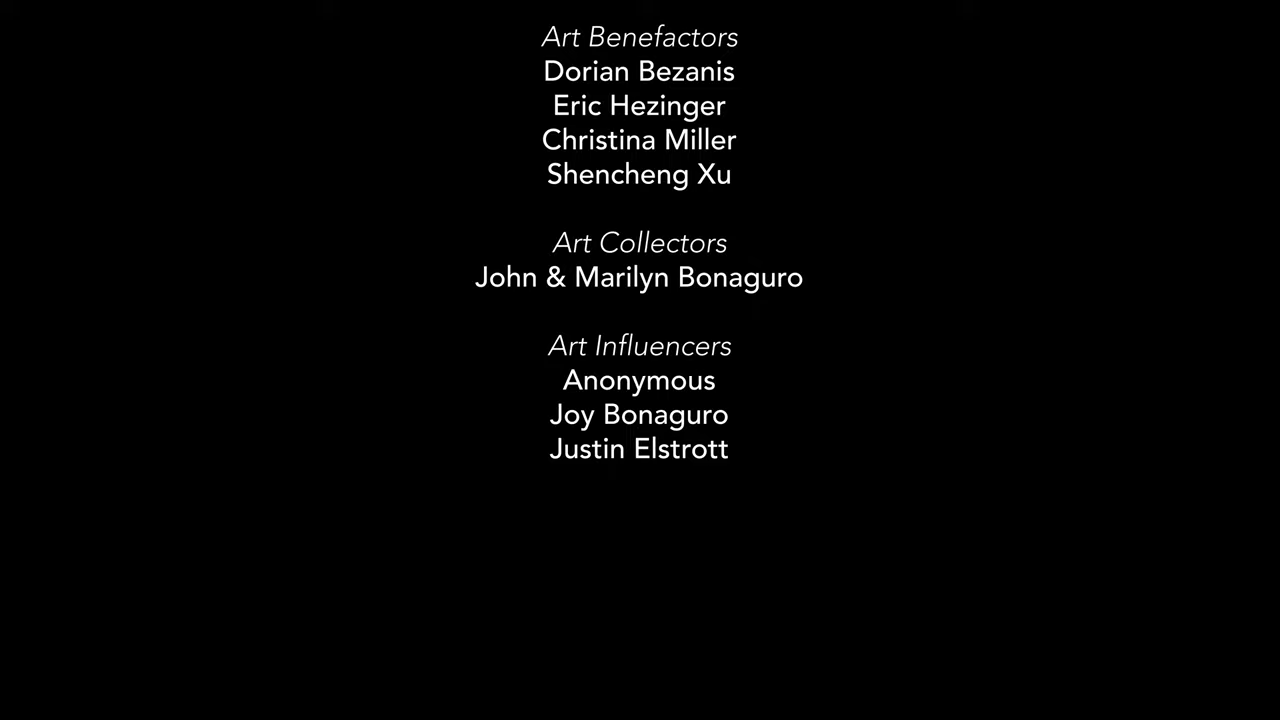 Art Benefactors
Dorian Bezanis
Eric Hezinger
Christina Miller
Shencheng Xu
Art Collectors
John & Marilyn Bonaguro
Art Influencers
Anonymous
Joy Bonaguro
Justin Elstrott